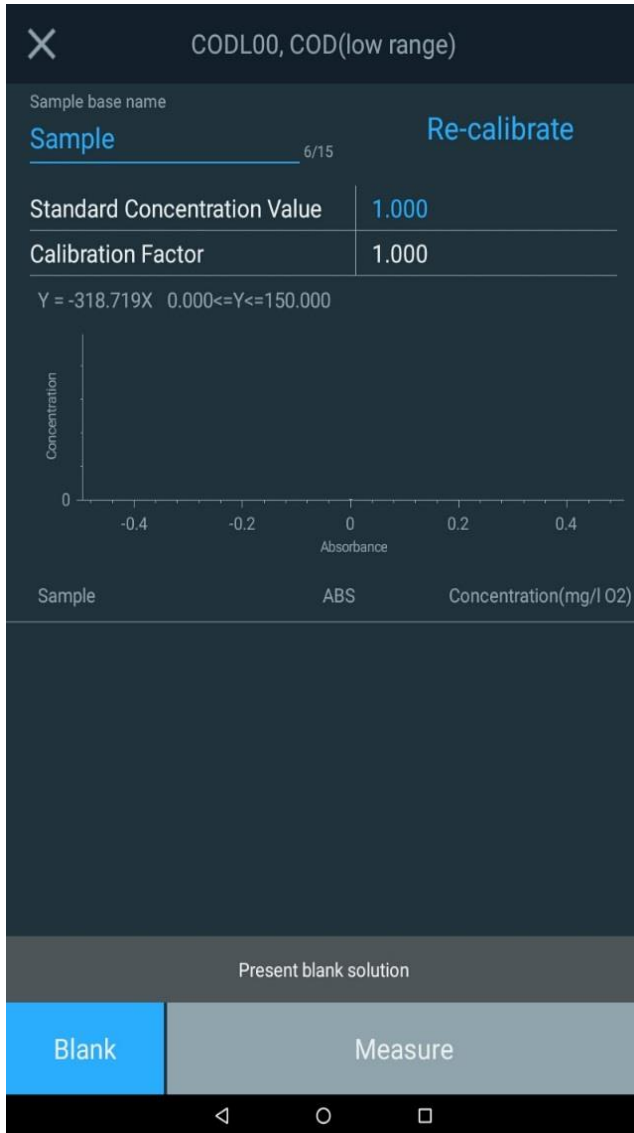 CODL00, COD(low range)
Sample base name
Sample
6/15
Re-calibrate
Standard Concentration Value 1.000
Calibration Factor 1.000
Y = -318.719X 0.000<=Y<=150.000
Concentration
0
-0.4 -0.2 0 0.2 0.4
Absorbance
Sample ABS Concentration(mg/l O2)
Present blank solution
Blank Measure